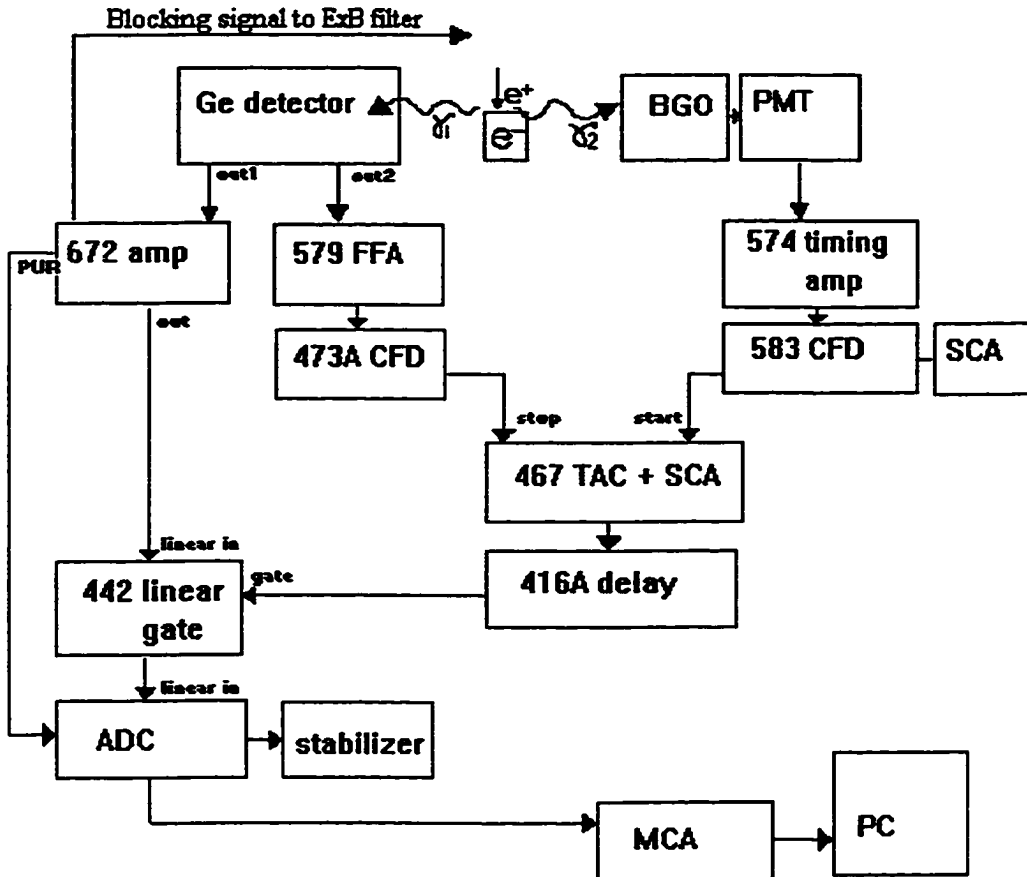 Blocking signal to ExB filter
Ge detector
γ1
e+
e-
γ2
BGO
PMT
out1
out2
672 amp
PUR
out
579 FFA
574 timing
amp
473A CFD
583 CFD
SCA
stop
start
467 TAC + SCA
linear in
442 linear
gate
gate
416A delay
linear in
ADC
stabilizer
MCA
PC